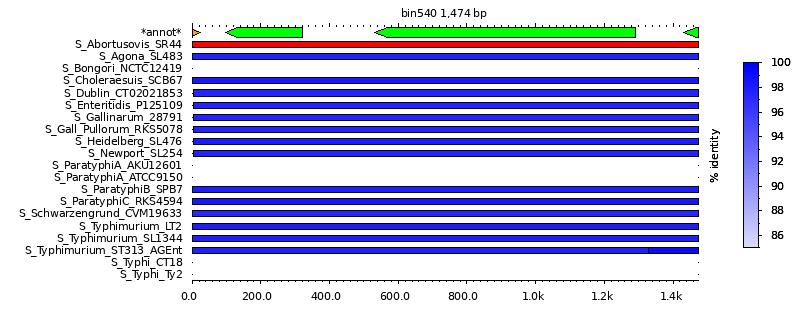 bin540 1,474 bp
*annot*
S_Abortusovis_SR44
S_Agona_SL483
S_Bongori_NCTC12419
S_Choleraesuis_SCB67
S_Dublin_CT02021853
S_Enteritidis_P125109
S_Gallinarum_28791
S_Gall_Pullorum_RKS5078
S_Heidelberg_SL476
S_Newport_SL254
S_ParatyphiA_AKU12601
S_ParatyphiA_ATCC9150
S_ParatyphiB_SPB7
S_ParatyphiC_RKS4594
S_Schwarzengrund_CVM19633
S_Typhimurium_LT2
S_Typhimurium_SL1344
S_Typhimurium_ST313_AGEnt
S_Typhi_CT18
S_Typhi_Ty2
0.0 200.0 400.0 600.0 800.0 1.0k 1.2k 1.4k
% identity
100
98
96
94
92
90
88
86